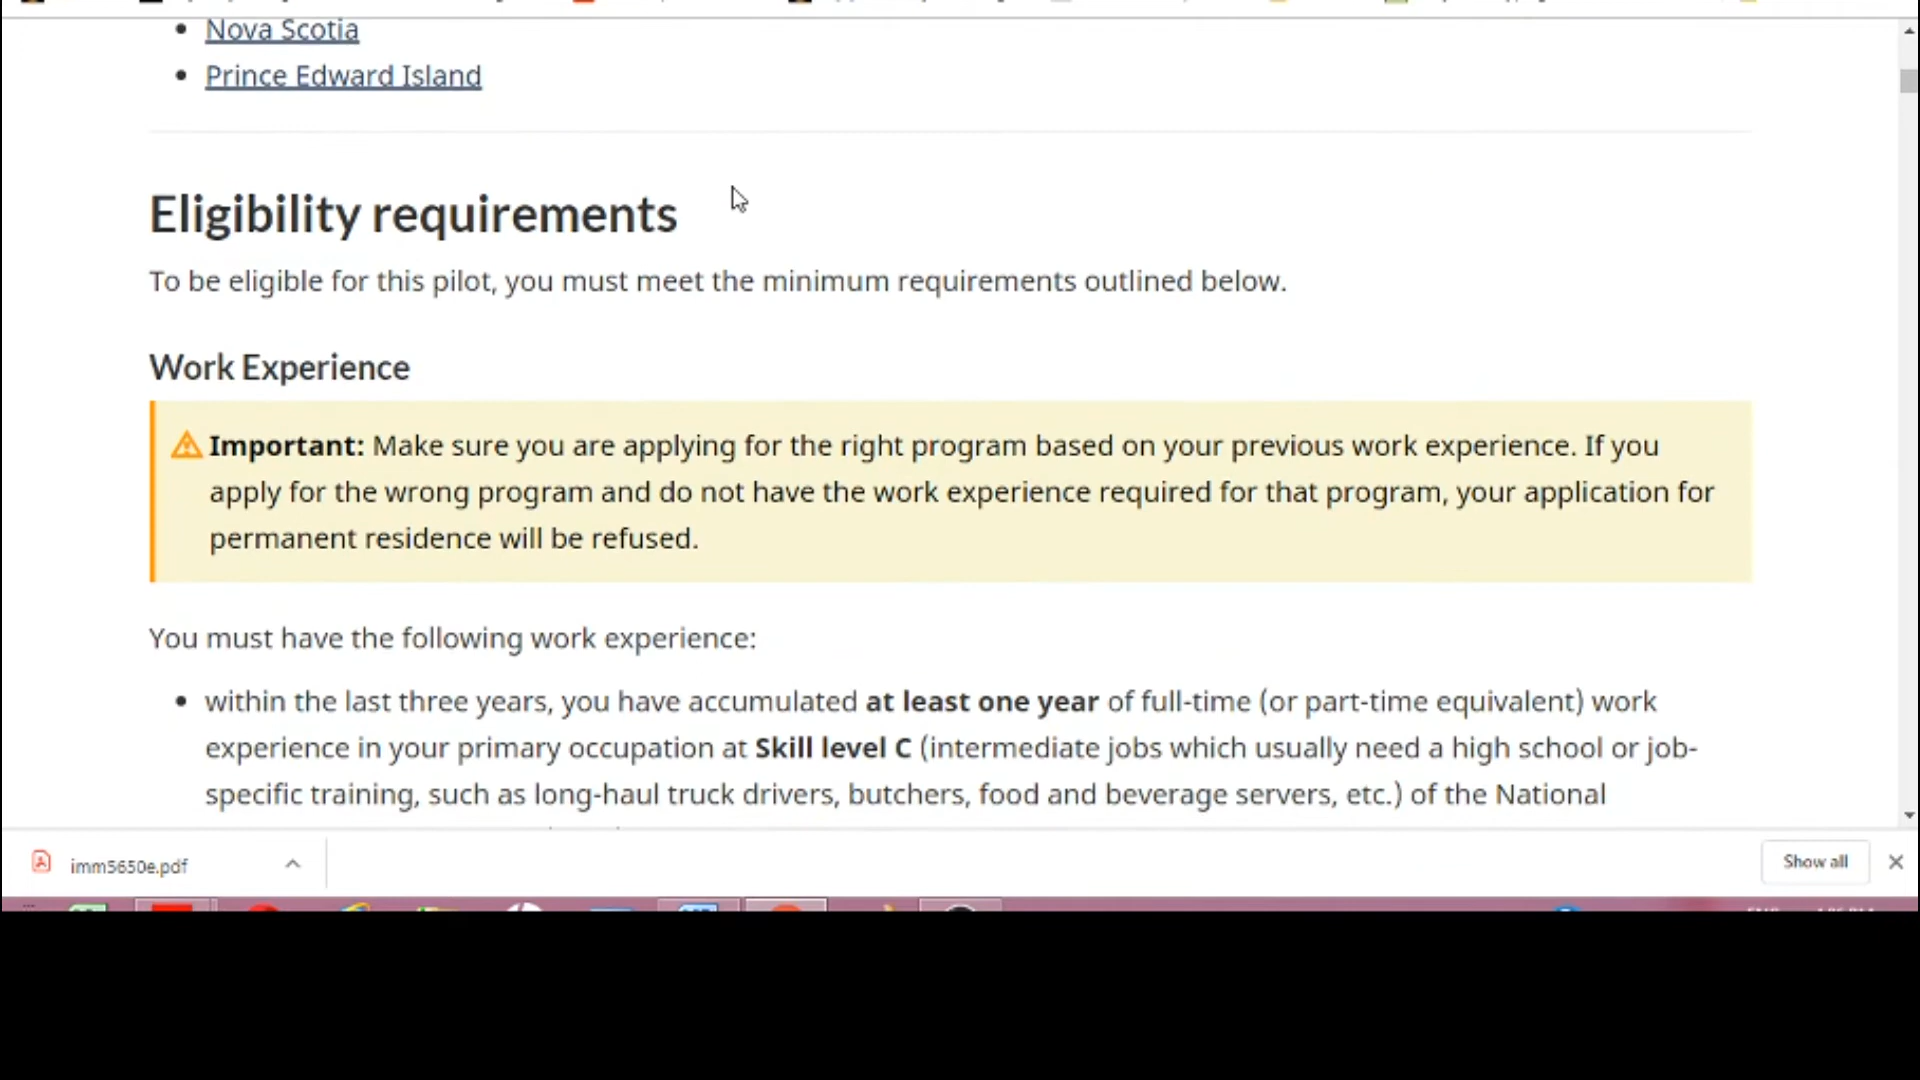 Nova Scotia
Prince Edward Island
Eligibility requirements
To be eligible for this pilot, you must meet the minimum requirements outlined below.
Work Experience
Important: Make sure you are applying for the right program based on your previous work experience. If you
apply for the wrong program and do not have the work experience required for that program, your application for
permanent residence will be refused.
You must have the following work experience:
within the last three years, you have accumulated at least one year of full-time (or part-time equivalent) work
experience in your primary occupation at Skill level C (intermediate jobs which usually need a high school or job-
specific training, such as long-haul truck drivers, butchers, food and beverage servers, etc.) of the National
imm5650e.pdf
Show all